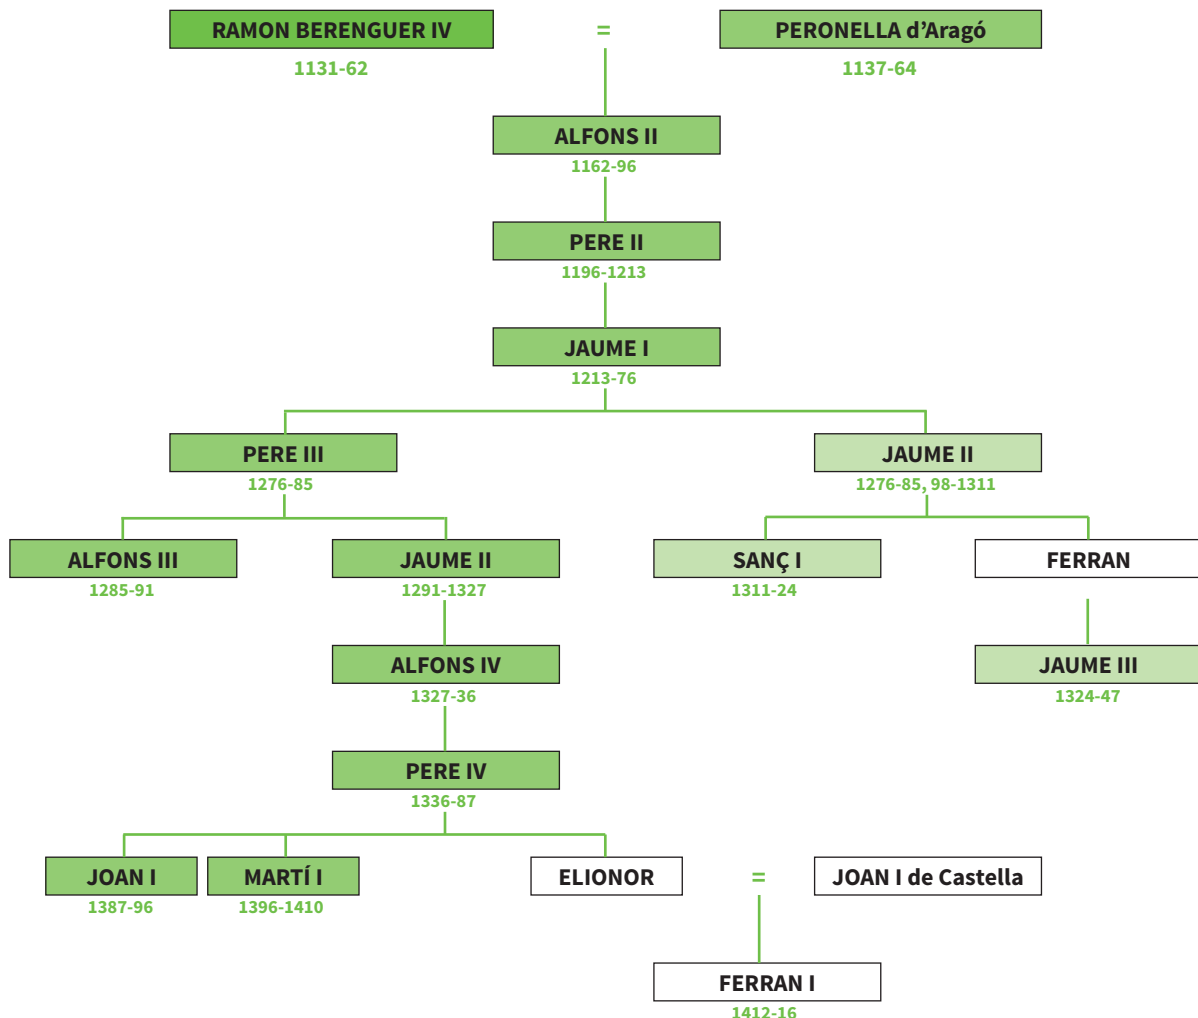 RAMON BERENGUER IV = PERONELLA d’Aragó
1131-62 1137-64
ALFONS II
1162-96
PERE II
1196-1213
JAUME I
1213-76
PERE III JAUME II
1276-85 1276-85, 98-1311
ALFONS III JAUME II SANÇ I FERRAN
1285-91 1291-1327 1311-24
ALFONS IV JAUME III
1327-36 1324-47
PERE IV
1336-87
JOAN I MARTÍ I ELIONOR = JOAN I de Castella
1387-96 1396-1410
FERRAN I
1412-16